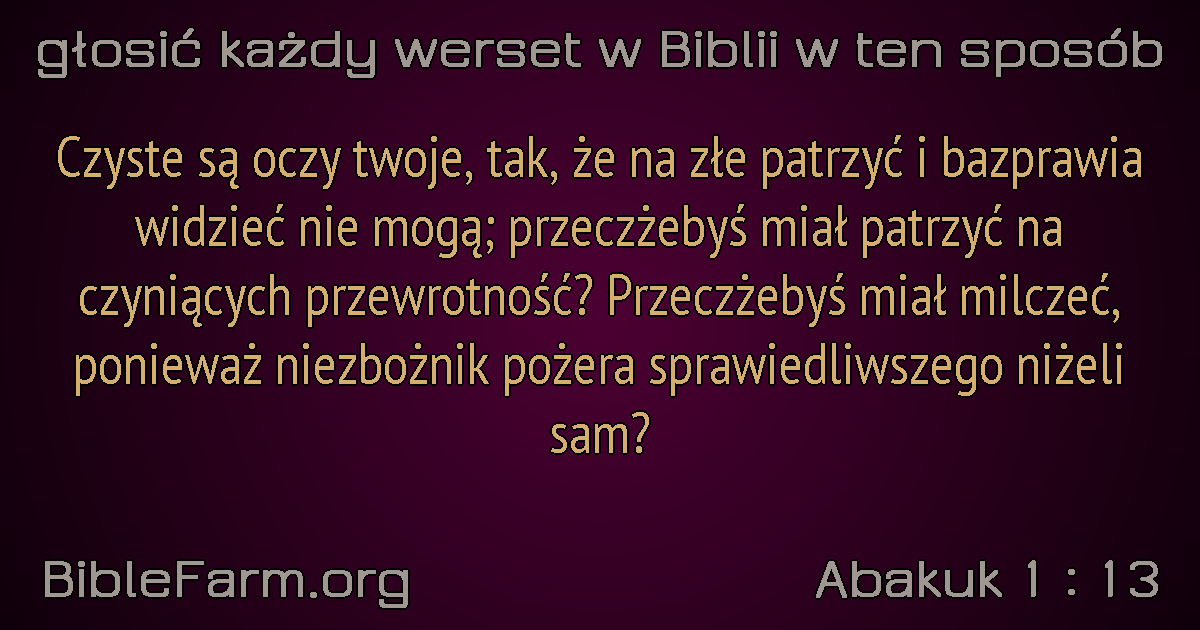 głosić każdy werset w Biblii w ten sposób
Czyste są oczy twoje, tak, że na złe patrzyć i bazprawia
widzieć nie mogą; przeczżebyś miał patrzyć na
czyniących przewrotność? Przeczżebyś miał milczeć,
ponieważ niezbożnik pożera sprawiedliwszego niżeli
sam?
BibleFarm.org
Abakuk 1 : 13